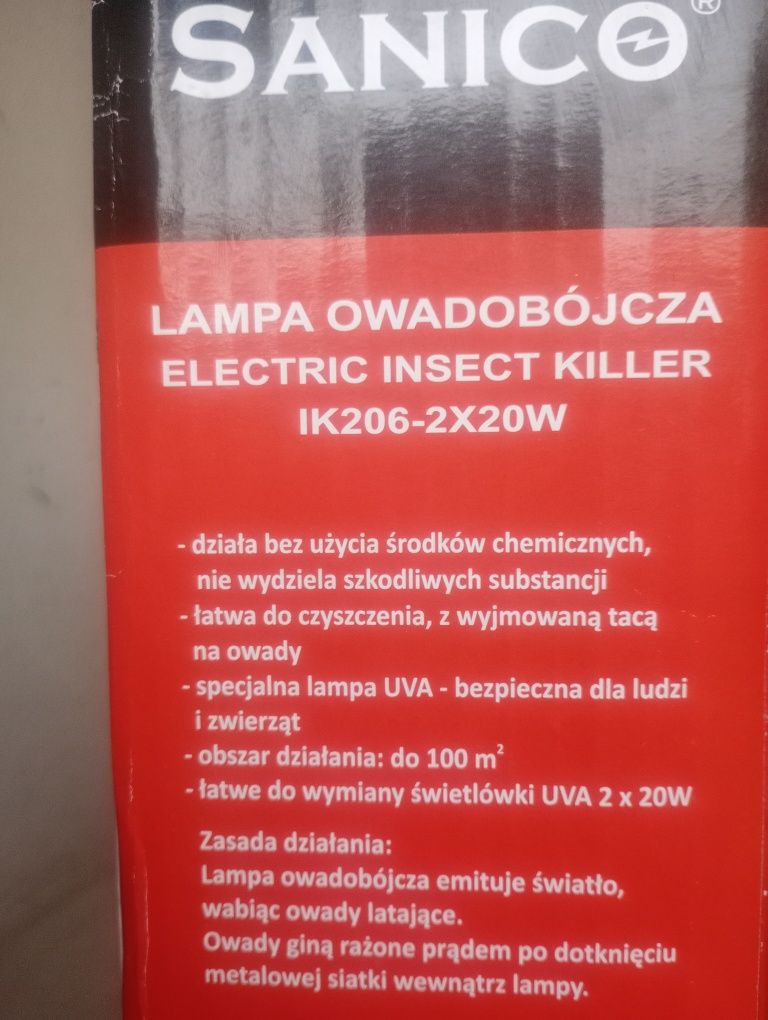 SANICO®
LAMPA OWADOBÓJCZA
ELECTRIC INSECT KILLER
IK206-2X20W
- działa bez użycia środków chemicznych,
nie wydziela szkodliwych substancji
- łatwa do czyszczenia, z wyjmowaną tacą
na owady
- specjalna lampa UVA - bezpieczna dla ludzi
i zwierząt
- obszar działania: do 100 m²
- łatwe do wymiany świetlówki UVA 2 x 20W
Zasada działania:
Lampa owadobójcza emituje światło,
wabiąc owady latające.
Owady giną rażone prądem po dotknięciu
metalowej siatki wewnątrz lampy.